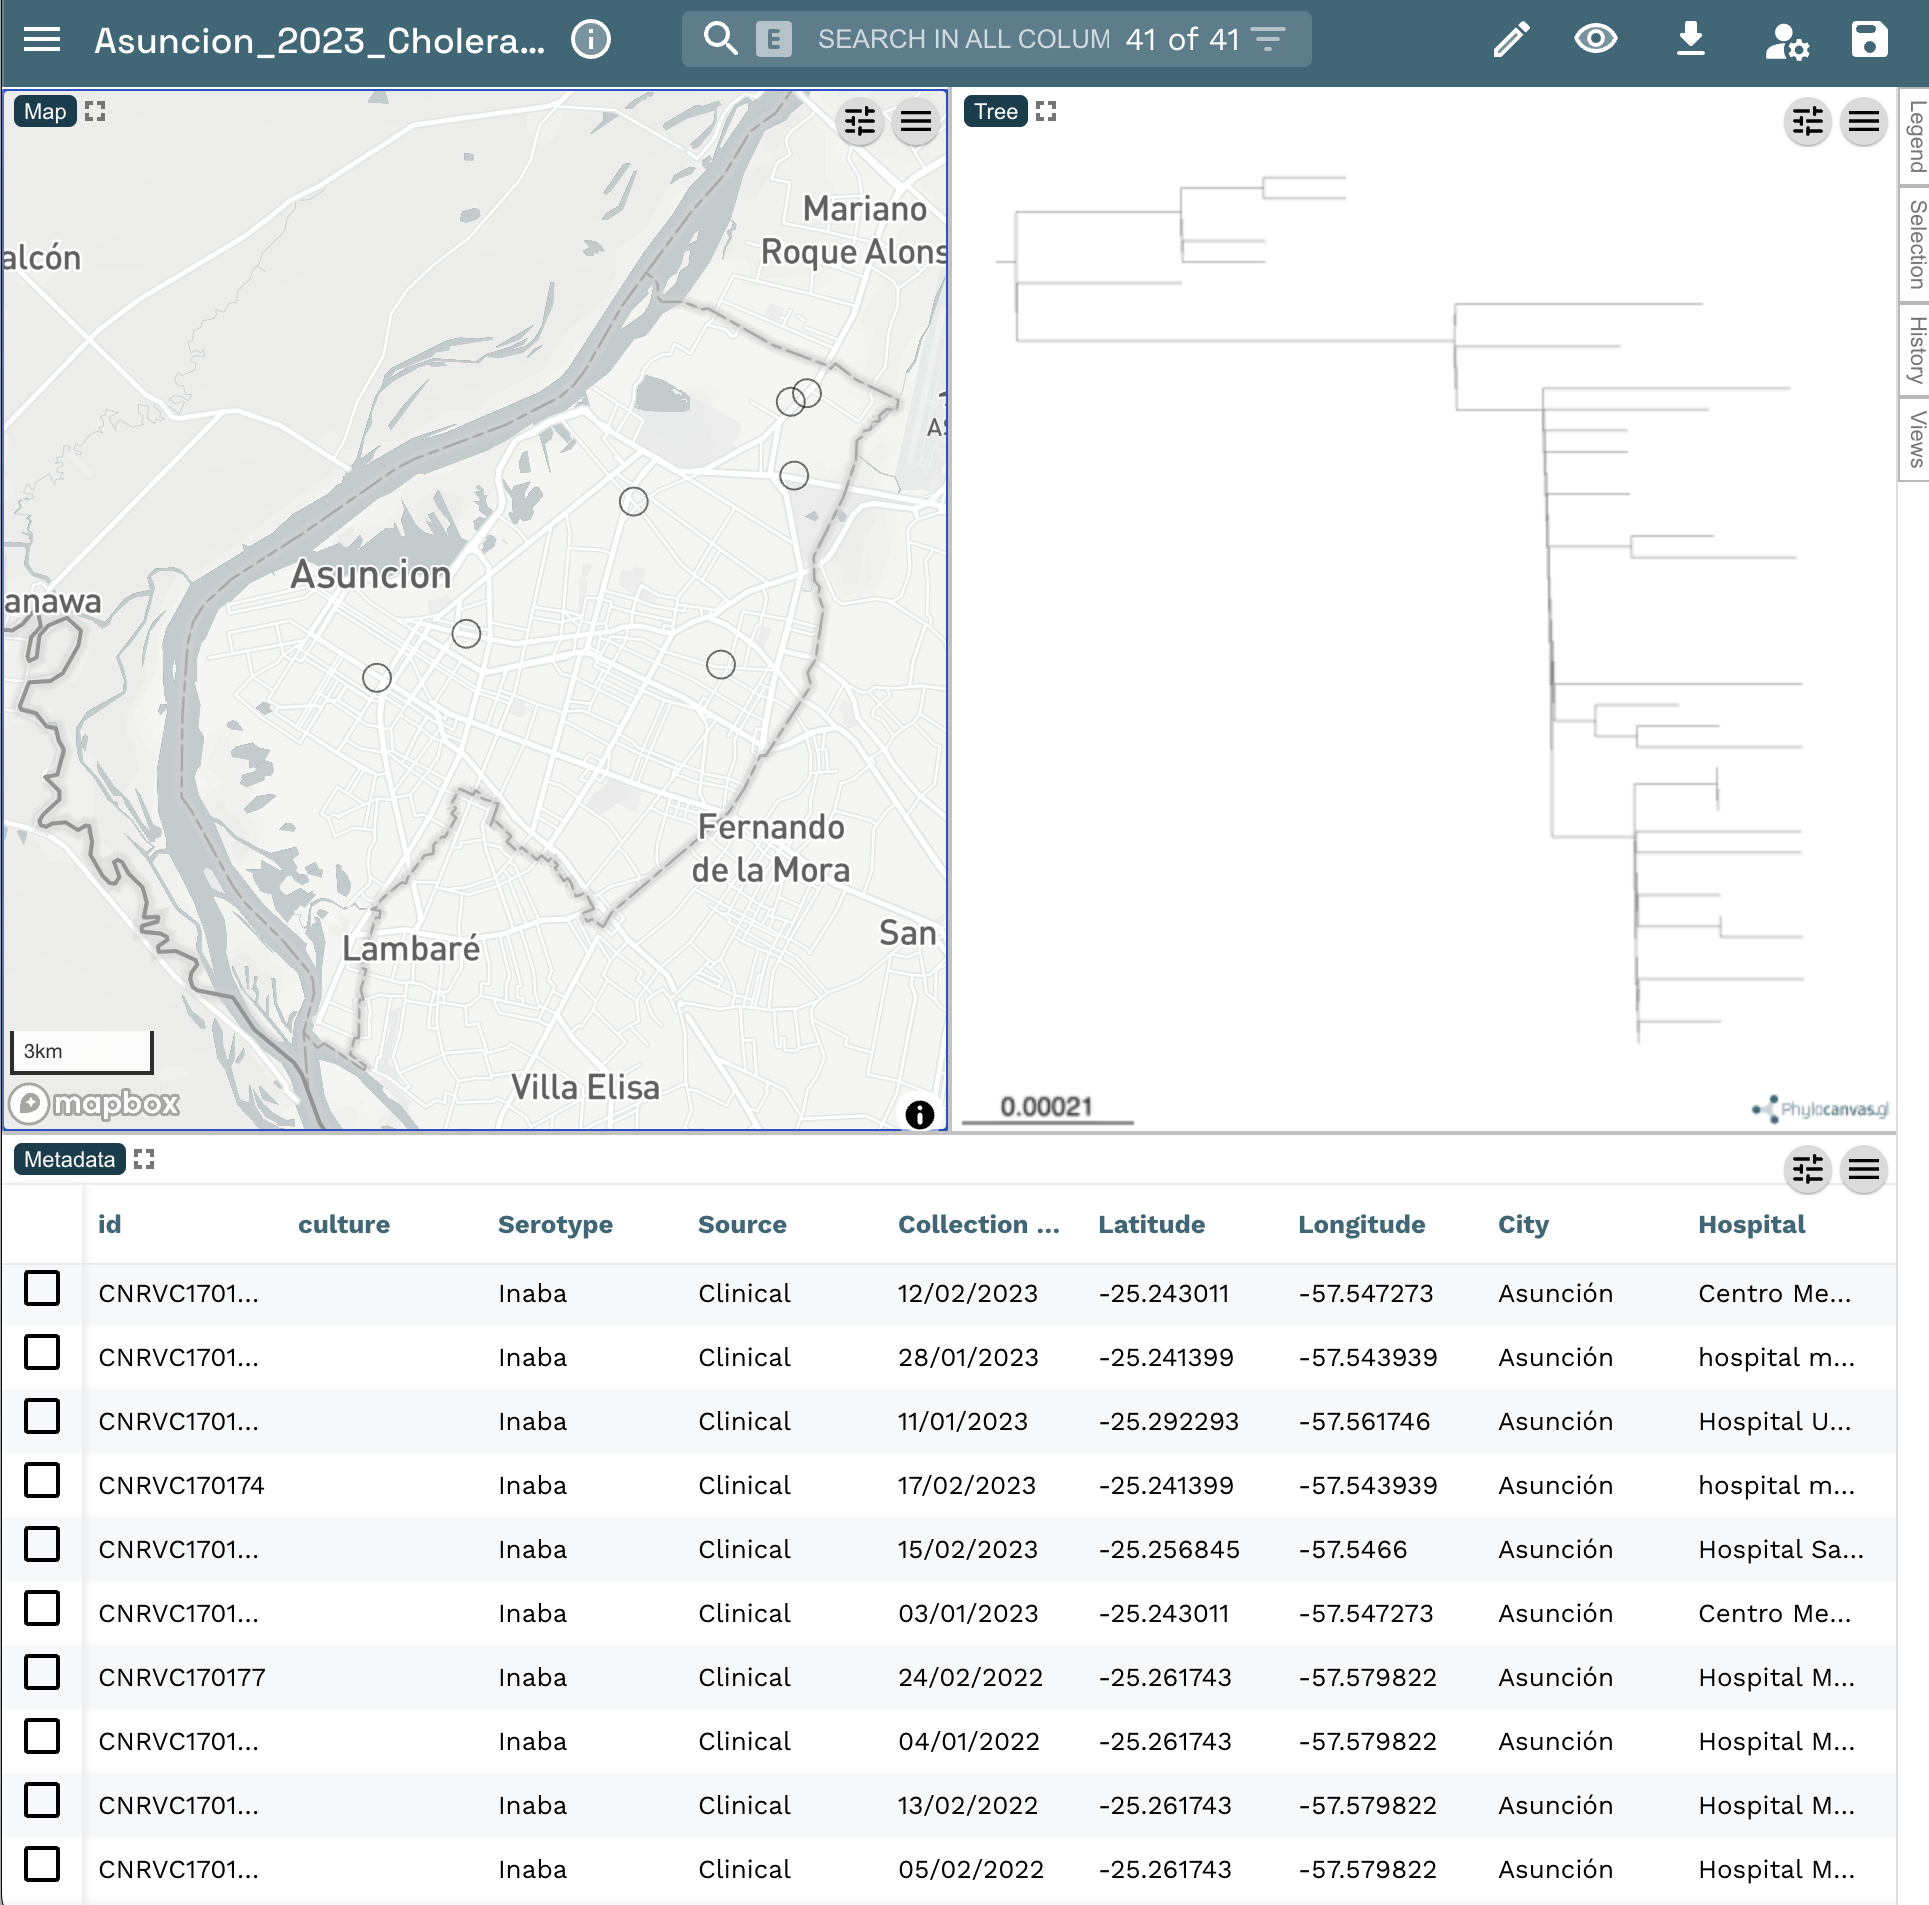 Asuncion_2023_Cholera...
E SEARCH IN ALL COLUM 41 of 41
Map
Mariano
Roque Alons
alcón
Asuncion
anawa
Fernando
de la Mora
San
Lambaré
Villa Elisa
3km
mapbox
Tree
0.00021
Phylocanvas.gl
Legend
Selection
History
Views
Metadata
id culture Serotype Source Collection ... Latitude Longitude City Hospital
CNRVC1701... Inaba Clinical 12/02/2023 -25.243011 -57.547273 Asunción Centro Me...
CNRVC1701... Inaba Clinical 28/01/2023 -25.241399 -57.543939 Asunción hospital m...
CNRVC1701... Inaba Clinical 11/01/2023 -25.292293 -57.561746 Asunción Hospital U...
CNRVC170174 Inaba Clinical 17/02/2023 -25.241399 -57.543939 Asunción hospital m...
CNRVC1701... Inaba Clinical 15/02/2023 -25.256845 -57.5466 Asunción Hospital Sa...
CNRVC1701... Inaba Clinical 03/01/2023 -25.243011 -57.547273 Asunción Centro Me...
CNRVC170177 Inaba Clinical 24/02/2022 -25.261743 -57.579822 Asunción Hospital M...
CNRVC1701... Inaba Clinical 04/01/2022 -25.261743 -57.579822 Asunción Hospital M...
CNRVC1701... Inaba Clinical 13/02/2022 -25.261743 -57.579822 Asunción Hospital M...
CNRVC1701... Inaba Clinical 05/02/2022 -25.261743 -57.579822 Asunción Hospital M...